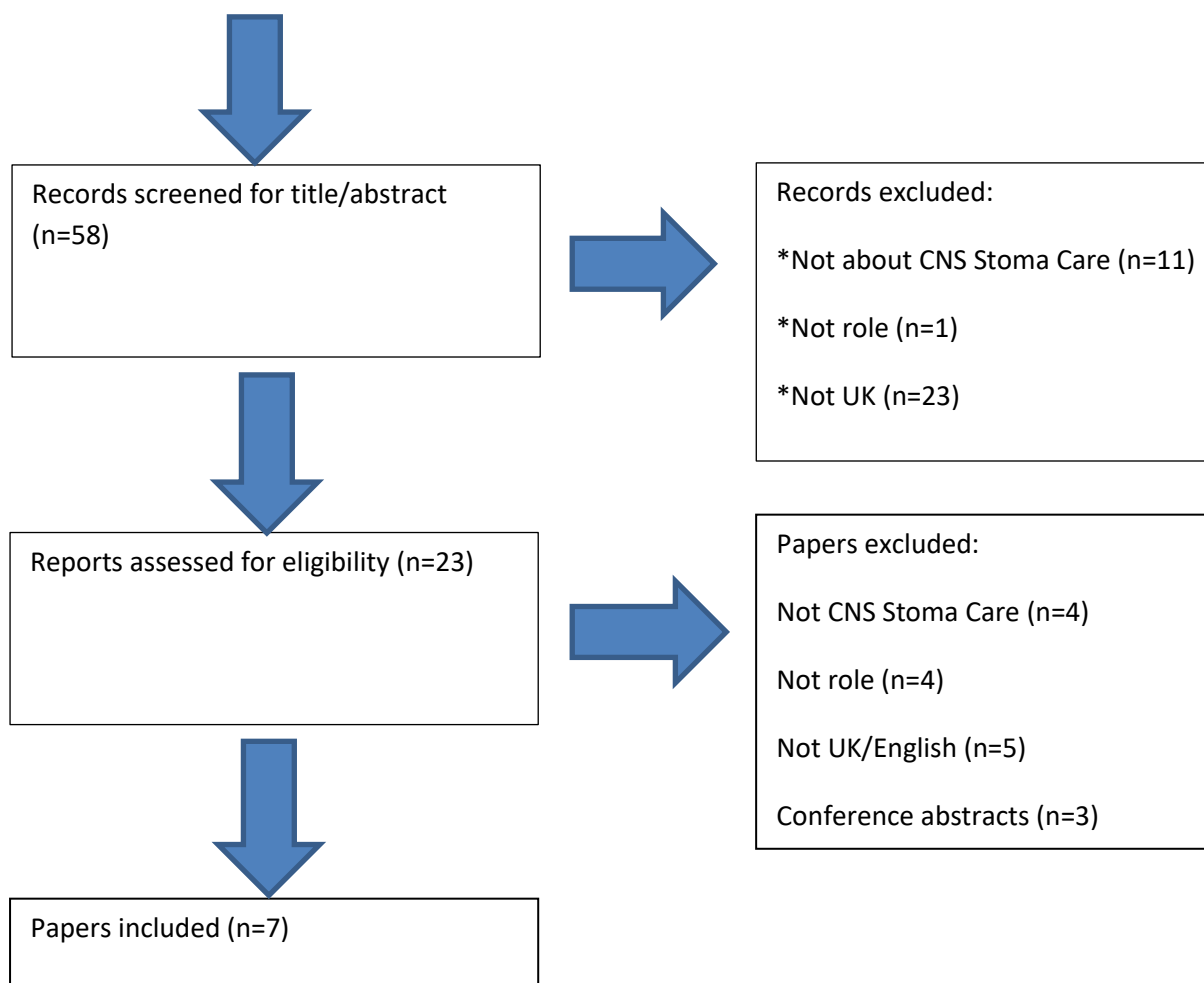 Records screened for title/abstract
(n=58)
Records excluded:
*Not about CNS Stoma Care (n=11)
*Not role (n=1)
*Not UK (n=23)
Reports assessed for eligibility (n=23)
Papers excluded:
Not CNS Stoma Care (n=4)
Not role (n=4)
Not UK/English (n=5)
Conference abstracts (n=3)
Papers included (n=7)